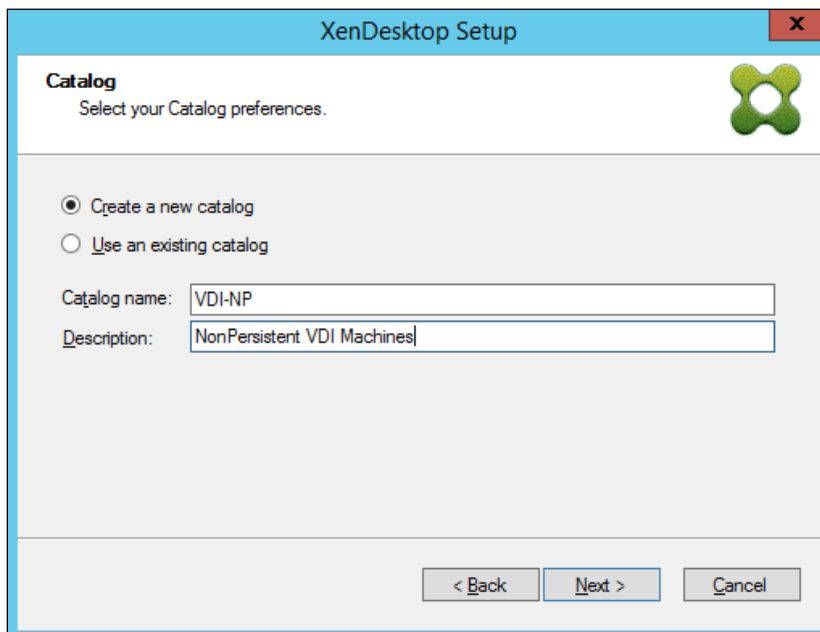 XenDesktop Setup
x
Catalog
Select your Catalog preferences.
Create a new catalog
Use an existing catalog
Catalog name: VDI-NP
Description: NonPersistent VDI Machines
< Back Next > Cancel